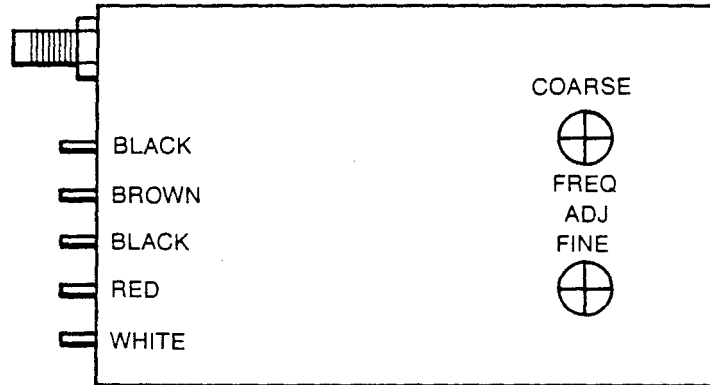 COARSE
BLACK
BROWN
BLACK
RED
WHITE
FREQ
ADJ
FINE